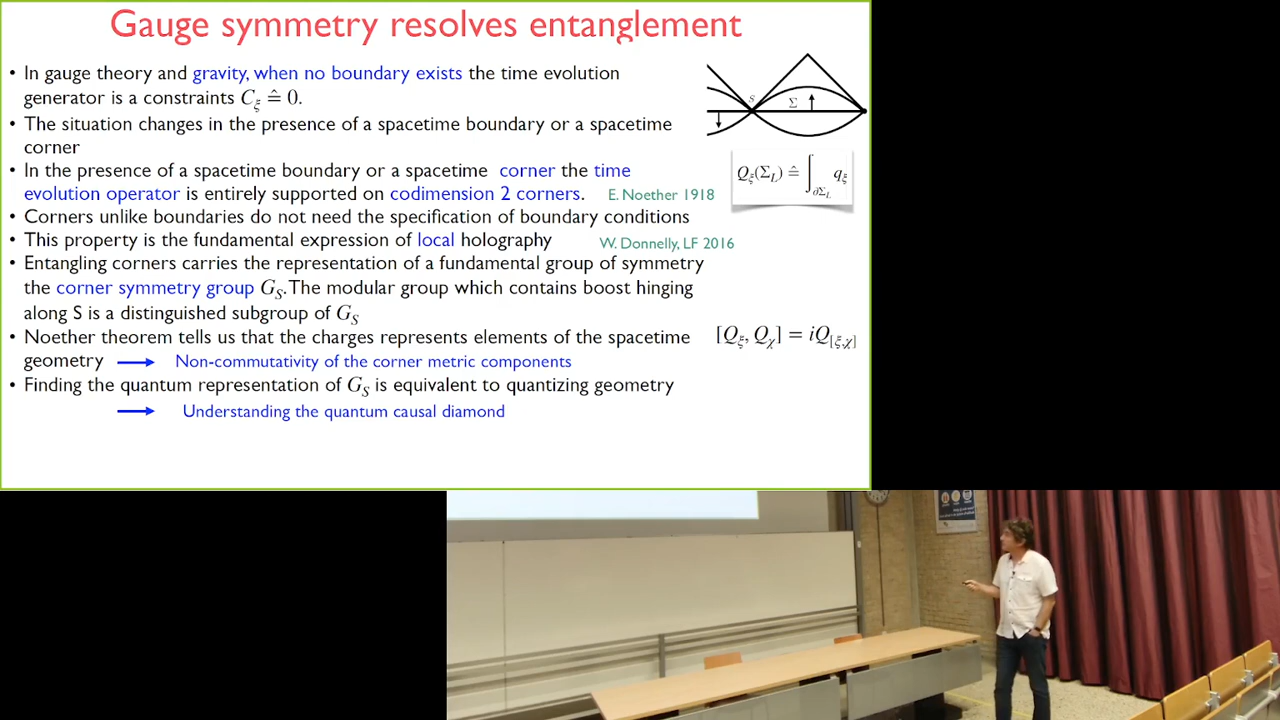 Gauge symmetry resolves entanglement
• In gauge theory and gravity, when no boundary exists the time evolution
generator is a constraints C_ξ ≙ 0.
• The situation changes in the presence of a spacetime boundary or a spacetime
corner
• In the presence of a spacetime boundary or a spacetime corner the time
evolution operator is entirely supported on codimension 2 corners. E. Noether 1918
• Corners unlike boundaries do not need the specification of boundary conditions
• This property is the fundamental expression of local holography W. Donnelly, LF 2016
• Entangling corners carries the representation of a fundamental group of symmetry
the corner symmetry group G_S. The modular group which contains boost hinging
along S is a distinguished subgroup of G_S
• Noether theorem tells us that the charges represents elements of the spacetime
geometry → Non-commutativity of the corner metric components
• Finding the quantum representation of G_S is equivalent to quantizing geometry
→ Understanding the quantum causal diamond
S
Σ
Q_ξ(Σ_L) ≙ ∫_{∂Σ_L} q_ξ
[Q_ξ, Q_χ] = iQ_{[ξ,χ]}